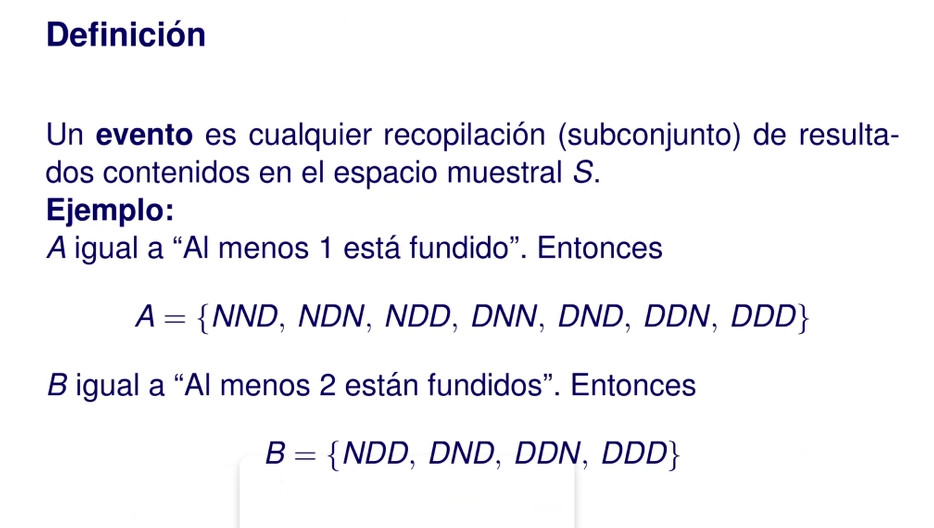 Definición
Un evento es cualquier recopilación (subconjunto) de resulta-
dos contenidos en el espacio muestral S.
Ejemplo:
A igual a “Al menos 1 está fundido”. Entonces
A = {NND, NDN, NDD, DNN, DND, DDN, DDD}
B igual a “Al menos 2 están fundidos”. Entonces
B = {NDD, DND, DDN, DDD}